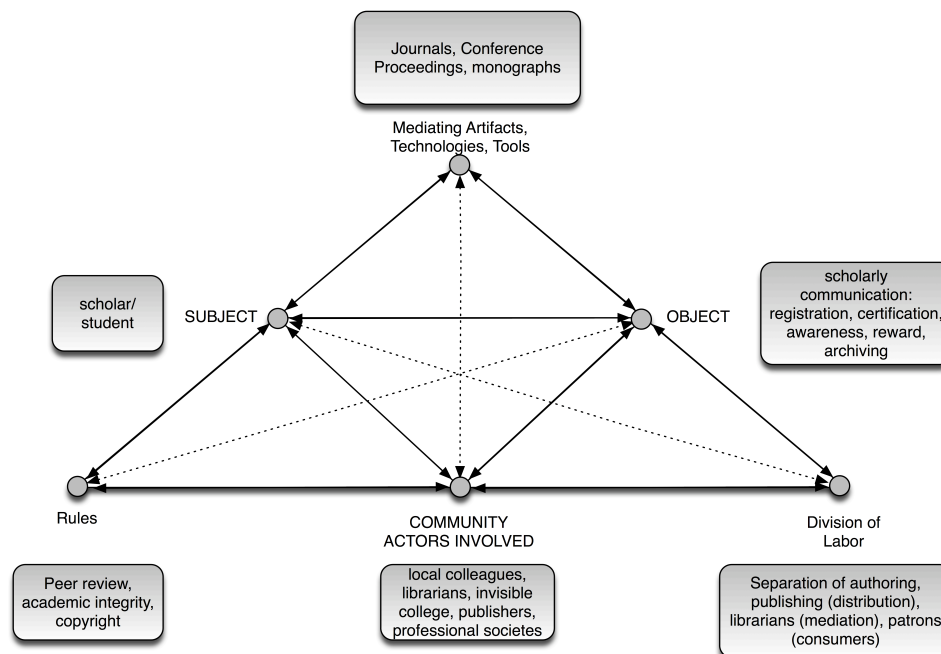 Journals, Conference
Proceedings, monographs
Mediating Artifacts,
Technologies, Tools
scholar/
student
SUBJECT
OBJECT
scholarly
communication:
registration, certification,
awareness, reward,
archiving
Rules
COMMUNITY
ACTORS INVOLVED
Division of
Labor
Peer review,
academic integrity,
copyright
local colleagues,
librarians, invisible
college, publishers,
professional societes
Separation of authoring,
publishing (distribution),
librarians (mediation), patrons
(consumers)